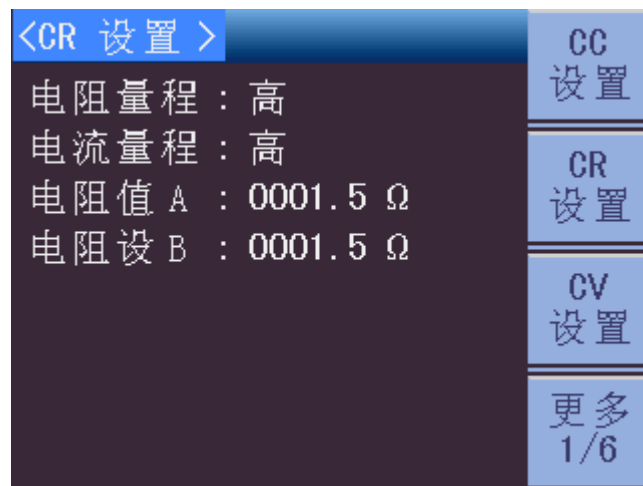 <CR 设置 >
电阻量程 : 高
电流量程 : 高
电阻值 A : 0001.5 Ω
电阻设 B : 0001.5 Ω
CC
设置
CR
设置
CV
设置
更多
1/6